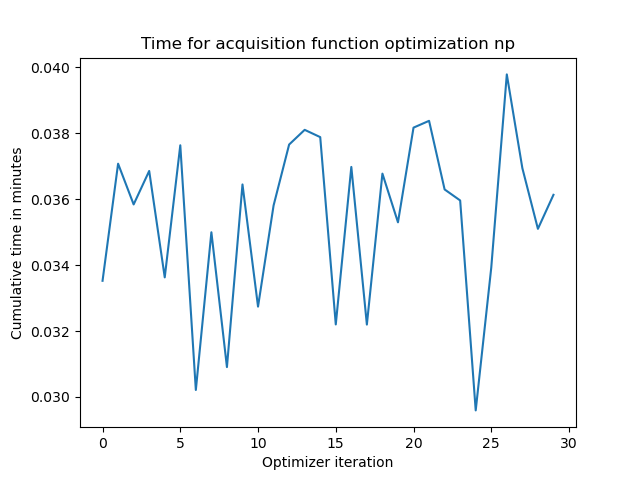 Time for acquisition function optimization np
0.040
0.038
0.036
0.034
0.032
0.030
Cumulative time in minutes
0 5 10 15 20 25 30
Optimizer iteration